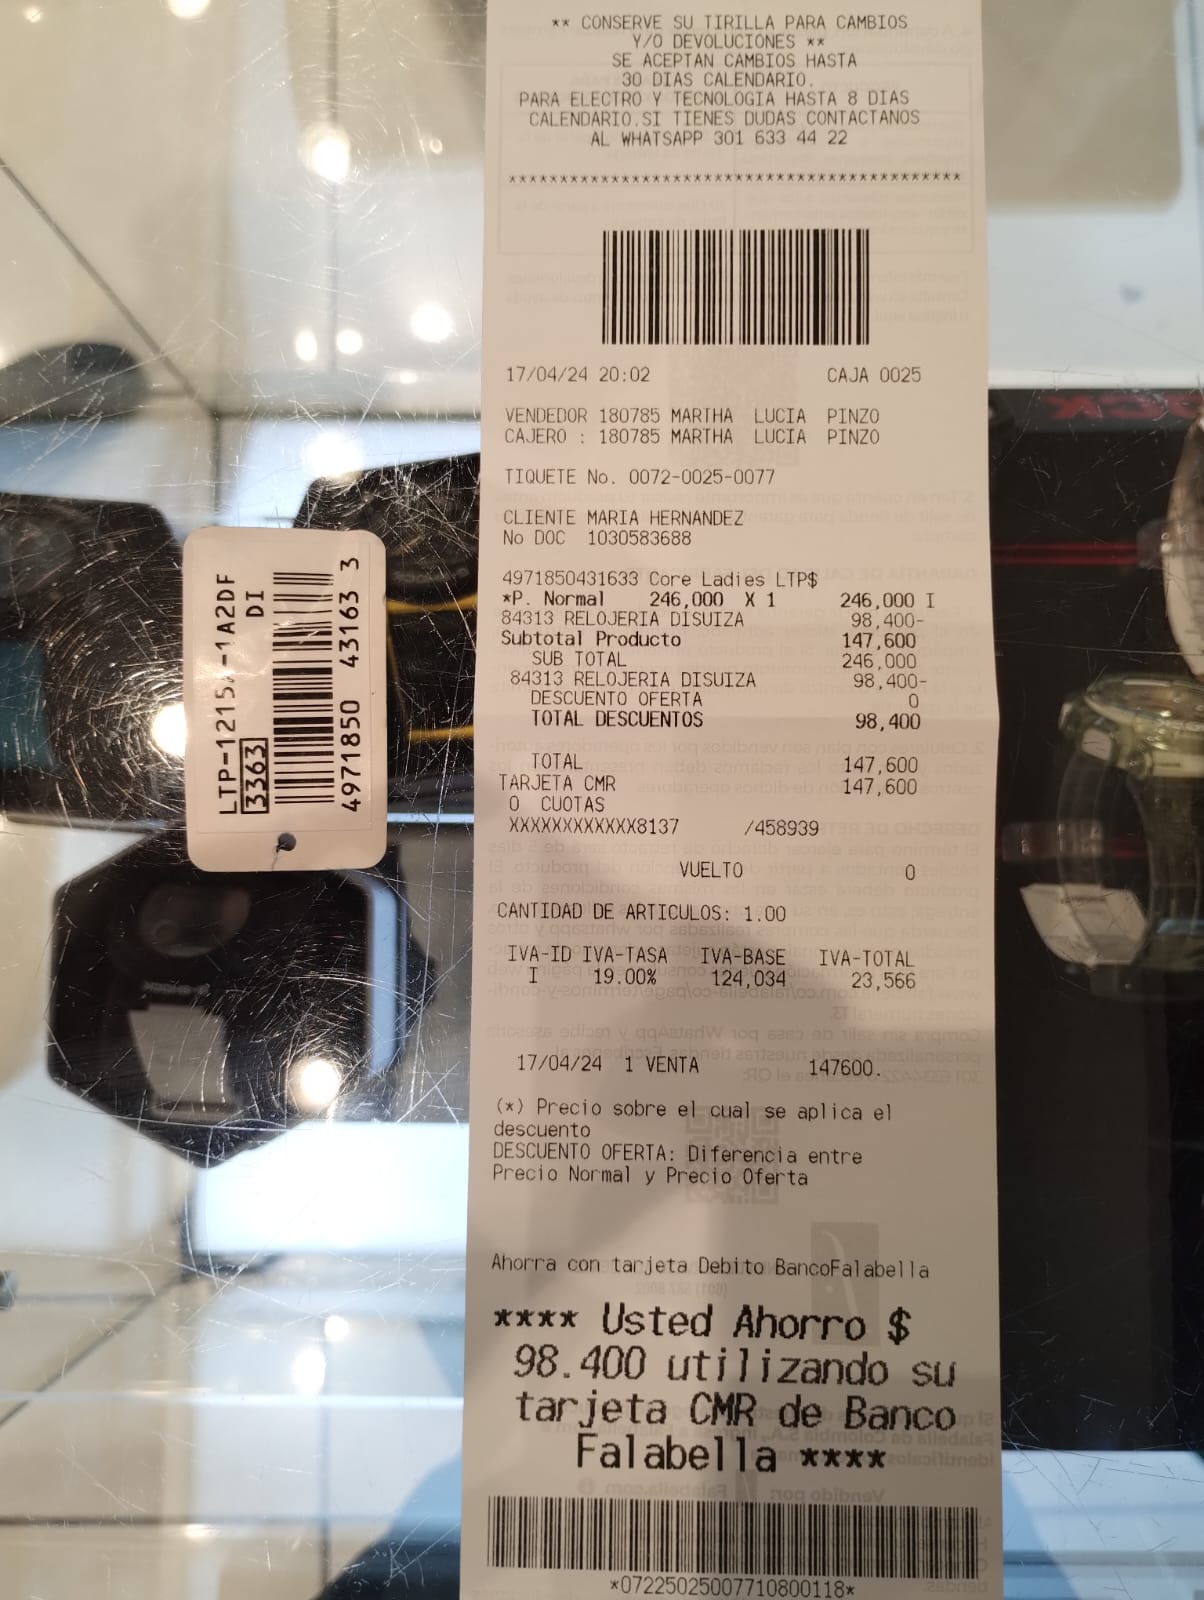 ** CONSERVE SU TIRILLA PARA CAMBIOS
Y/O DEVOLUCIONES **
SE ACEPTAN CAMBIOS HASTA
30 DIAS CALENDARIO.
PARA ELECTRO Y TECNOLOGIA HASTA 8 DIAS
CALENDARIO.SI TIENES DUDAS CONTACTANOS
AL WHATSAPP 301 633 44 22
********************************************
17/04/24 20:02 CAJA 0025
VENDEDOR 180785 MARTHA LUCIA PINZO
CAJERO : 180785 MARTHA LUCIA PINZO
TIQUETE No. 0072-0025-0077
CLIENTE MARIA HERNANDEZ
No DOC 1030583688
4971850431633 Core Ladies LTP$
*P. Normal 246,000 X 1 246,000 I
84313 RELOJERIA DISUIZA 98,400-
Subtotal Producto 147,600
SUB TOTAL 246,000
84313 RELOJERIA DISUIZA 98,400-
DESCUENTO OFERTA 0
TOTAL DESCUENTOS 98,400
TOTAL 147,600
TARJETA CMR 147,600
0 CUOTAS
XXXXXXXXXXXX8137 /458939
VUELTO 0
CANTIDAD DE ARTICULOS: 1.00
IVA-ID IVA-TASA IVA-BASE IVA-TOTAL
I 19.00% 124,034 23,566
17/04/24 1 VENTA 147600.
(*) Precio sobre el cual se aplica el
descuento
DESCUENTO OFERTA: Diferencia entre
Precio Normal y Precio Oferta
Ahorra con tarjeta Debito BancoFalabella
**** Usted Ahorro $
98.400 utilizando su
tarjeta CMR de Banco
Falabella ****
*07225025007710800118*
LTP-1215A-1A2DF
DI
3363
4971850 43163 3